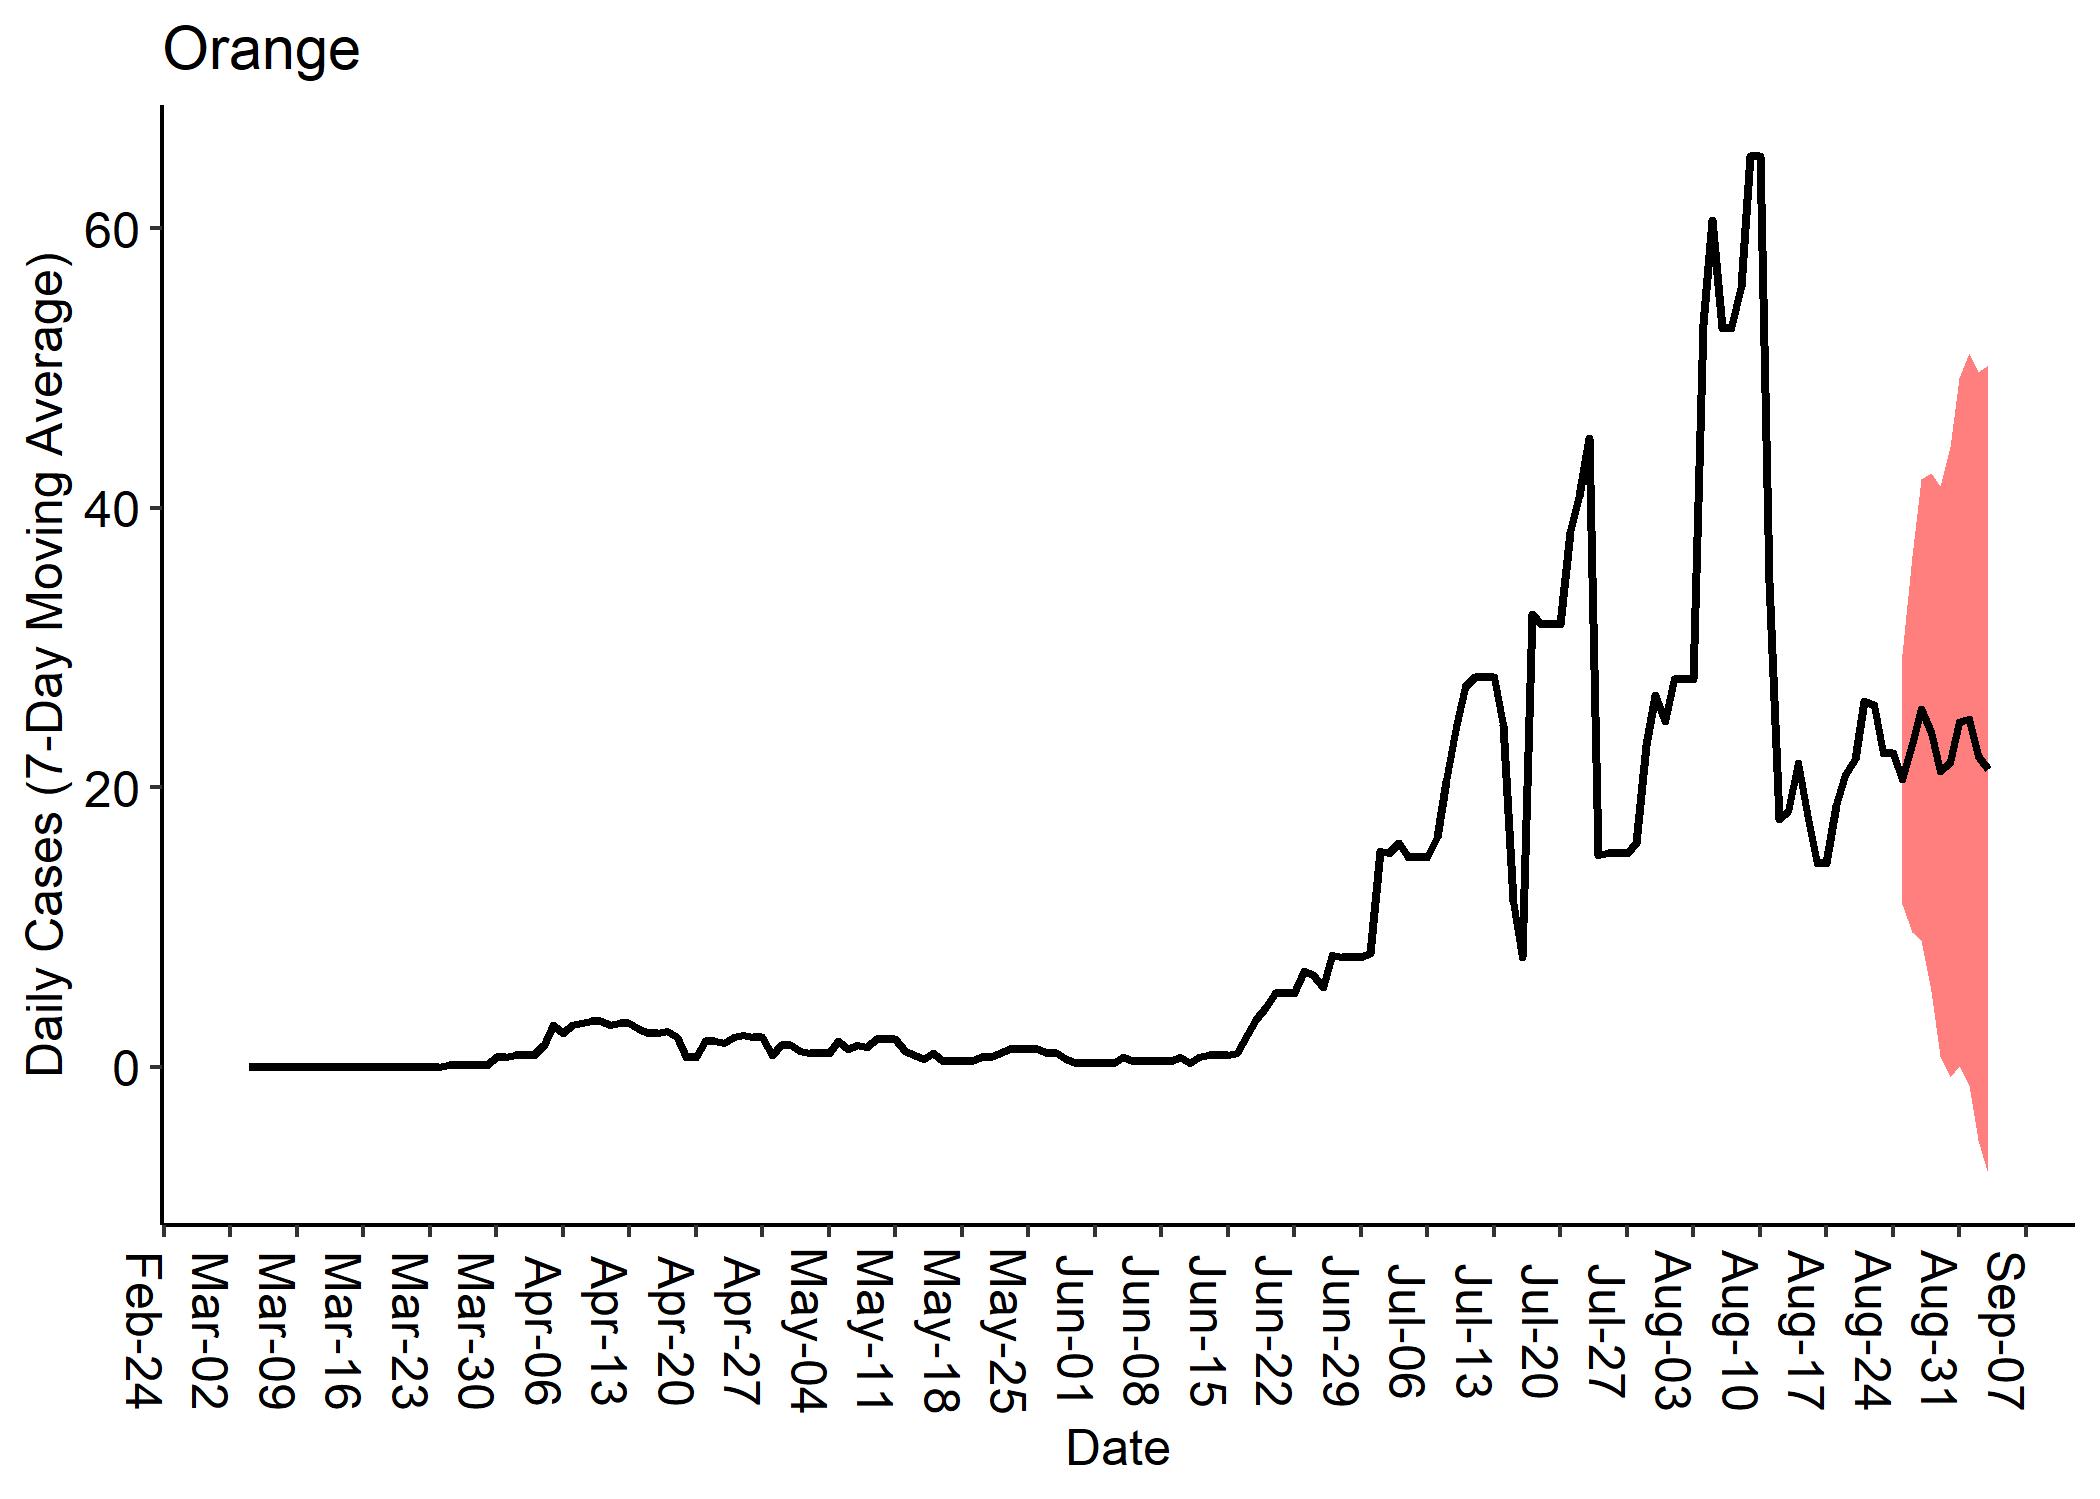 Orange
Daily Cases (7-Day Moving Average)
60
40
20
0
Feb-24
Mar-02
Mar-09
Mar-16
Mar-23
Mar-30
Apr-06
Apr-13
Apr-20
Apr-27
May-04
May-11
May-18
May-25
Jun-01
Jun-08
Jun-15
Jun-22
Jun-29
Jul-06
Jul-13
Jul-20
Jul-27
Aug-03
Aug-10
Aug-17
Aug-24
Aug-31
Sep-07
Date